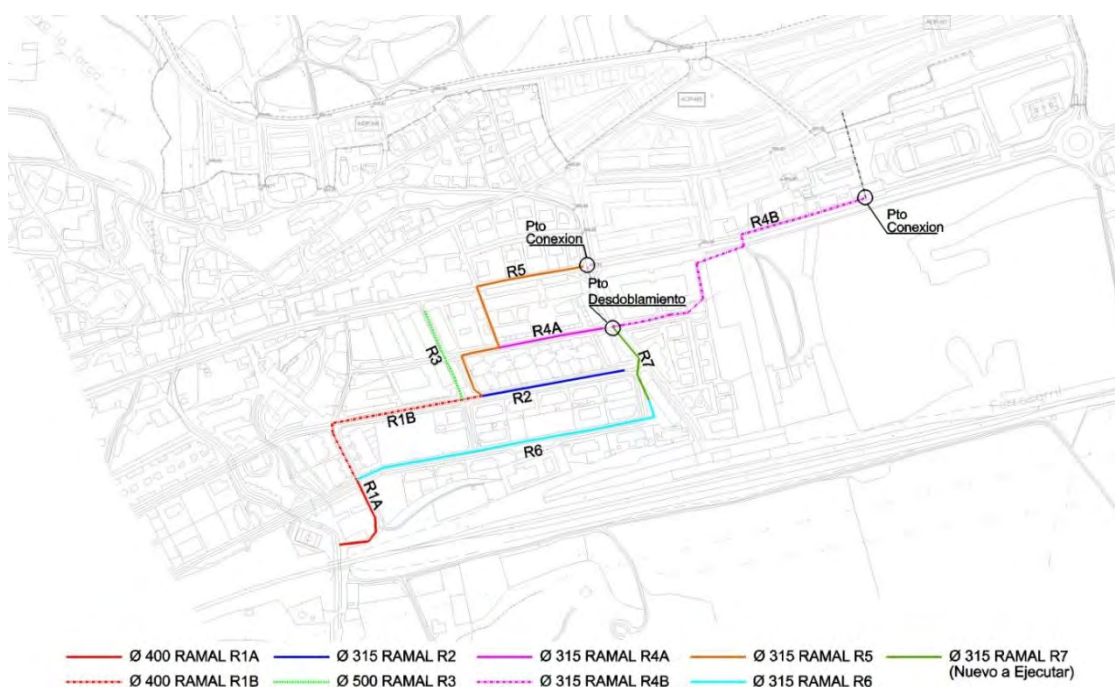 R4B
Pto
Conexion
Pto
Conexion
R5
Pto
Desdoblamiento
R4A
R3
R7
R2
R1B
R6
R1A
Ø 400 RAMAL R1A
Ø 315 RAMAL R2
Ø 315 RAMAL R4A
Ø 315 RAMAL R5
Ø 315 RAMAL R7
(Nuevo a Ejecutar)
Ø 400 RAMAL R1B
Ø 500 RAMAL R3
Ø 315 RAMAL R4B
Ø 315 RAMAL R6